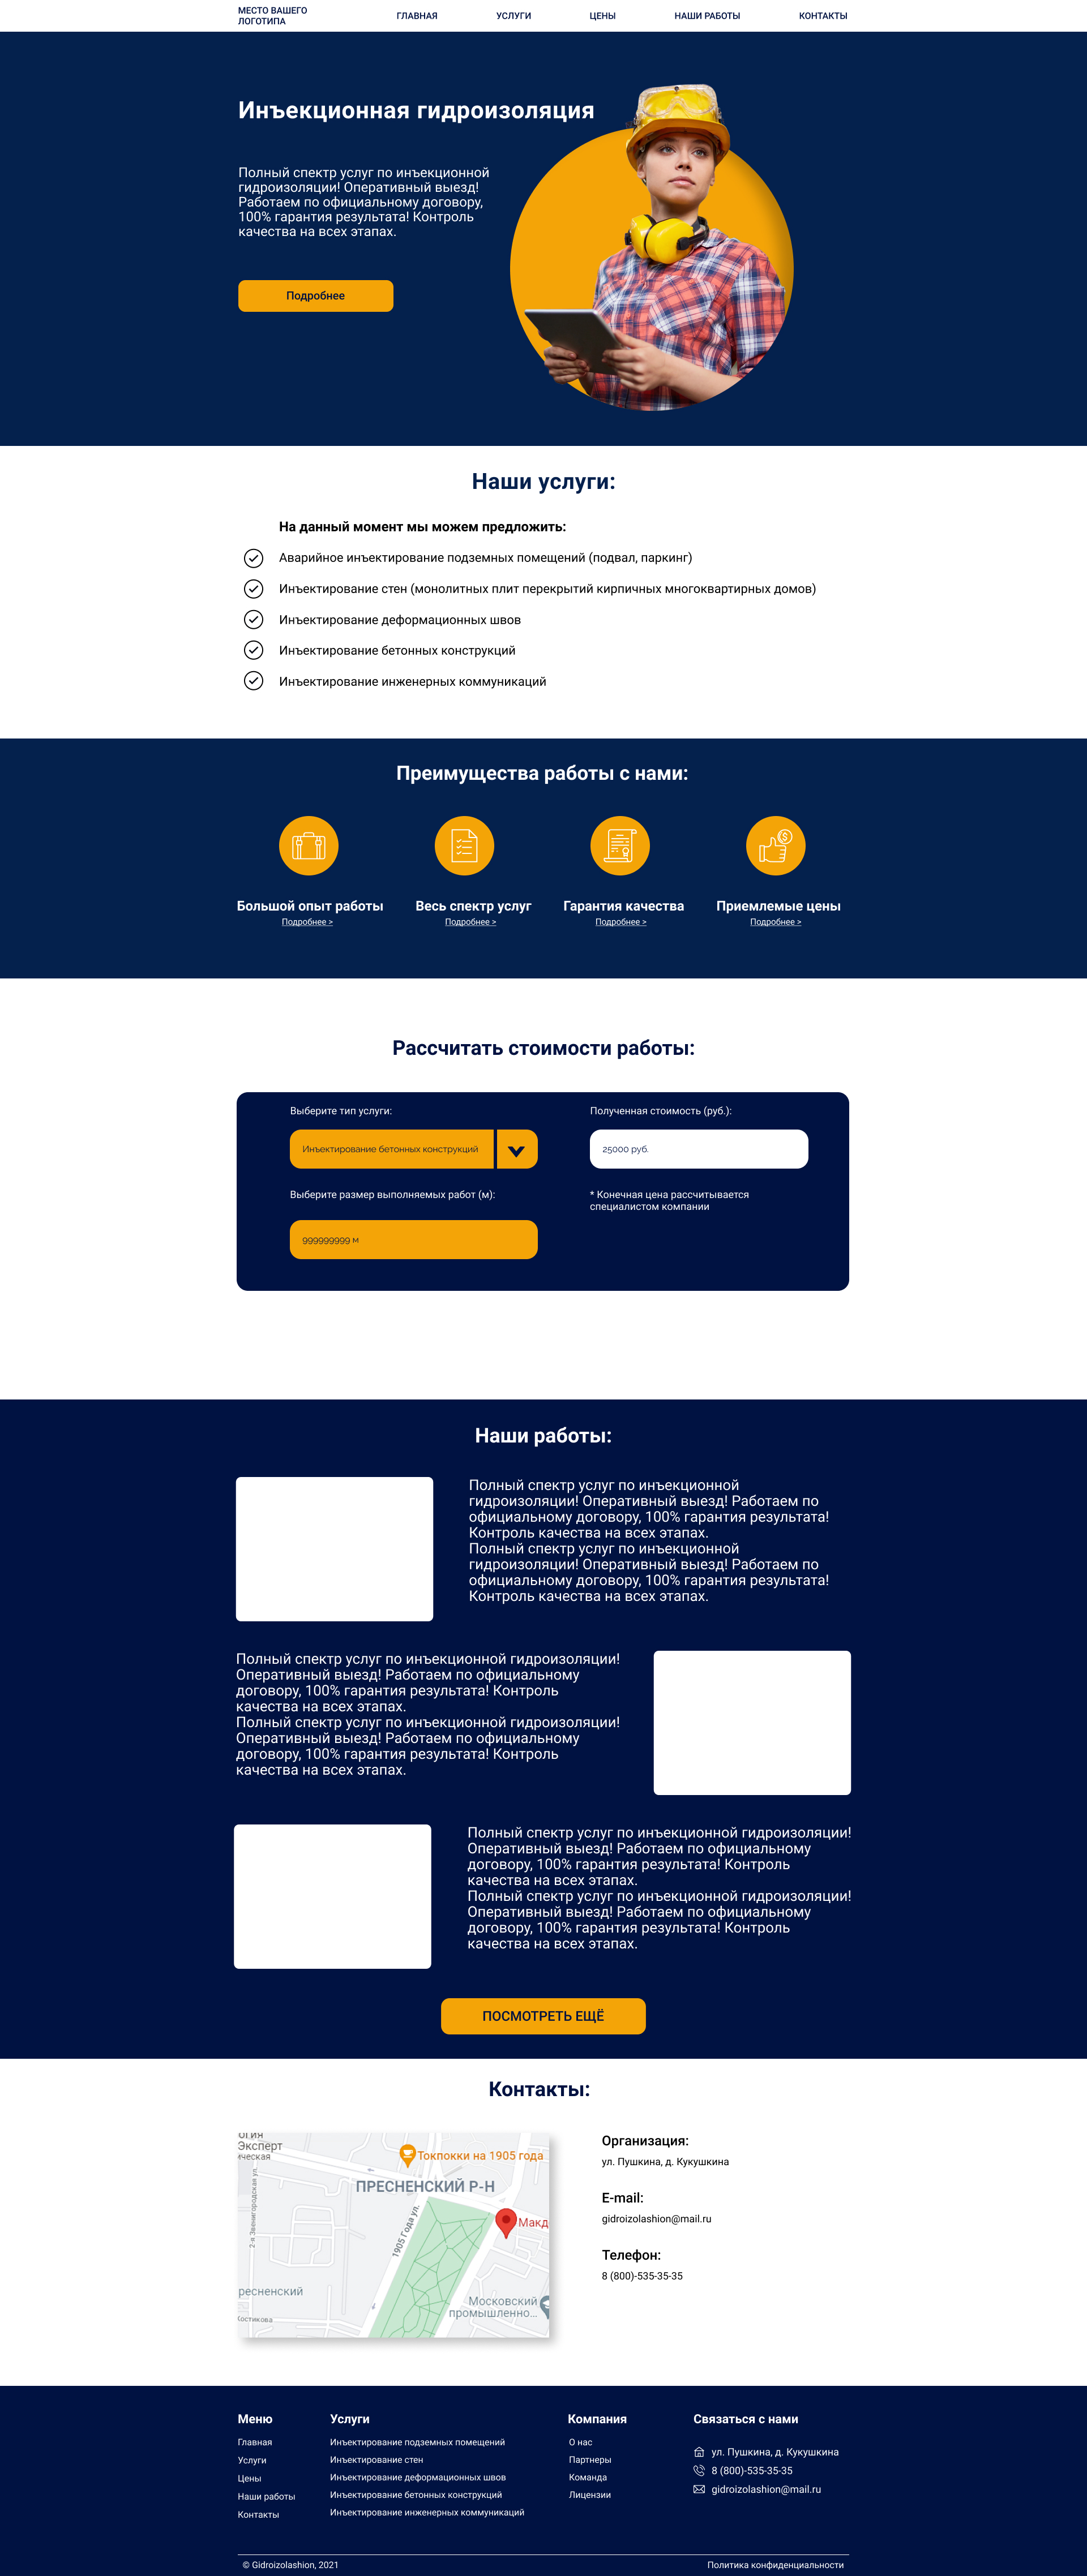 МЕСТО ВАШЕГО
ЛОГОТИПА
ГЛАВНАЯ
УСЛУГИ
ЦЕНЫ
НАШИ РАБОТЫ
КОНТАКТЫ
Инъекционная гидроизоляция
Полный спектр услуг по инъекционной
гидроизоляции! Оперативный выезд!
Работаем по официальному договору,
100% гарантия результата! Контроль
качества на всех этапах.
Подробнее
Наши услуги:
На данный момент мы можем предложить:
Аварийное инъектирование подземных помещений (подвал, паркинг)
Инъектирование стен (монолитных плит перекрытий кирпичных многоквартирных домов)
Инъектирование деформационных швов
Инъектирование бетонных конструкций
Инъектирование инженерных коммуникаций
Преимущества работы с нами:
Большой опыт работы
Подробнее >
Весь спектр услуг
Подробнее >
Гарантия качества
Подробнее >
Приемлемые цены
Подробнее >
Рассчитать стоимости работы:
Выберите тип услуги:
Инъектирование бетонных конструкций
Выберите размер выполняемых работ (м):
999999999 м
Полученная стоимость (руб.):
25000 руб.
* Конечная цена рассчитывается
специалистом компании
Наши работы:
Полный спектр услуг по инъекционной
гидроизоляции! Оперативный выезд! Работаем по
официальному договору, 100% гарантия результата!
Контроль качества на всех этапах.
Полный спектр услуг по инъекционной
гидроизоляции! Оперативный выезд! Работаем по
официальному договору, 100% гарантия результата!
Контроль качества на всех этапах.
Полный спектр услуг по инъекционной гидроизоляции!
Оперативный выезд! Работаем по официальному
договору, 100% гарантия результата! Контроль
качества на всех этапах.
Полный спектр услуг по инъекционной гидроизоляции!
Оперативный выезд! Работаем по официальному
договору, 100% гарантия результата! Контроль
качества на всех этапах.
Полный спектр услуг по инъекционной гидроизоляции!
Оперативный выезд! Работаем по официальному
договору, 100% гарантия результата! Контроль
качества на всех этапах.
Полный спектр услуг по инъекционной гидроизоляции!
Оперативный выезд! Работаем по официальному
договору, 100% гарантия результата! Контроль
качества на всех этапах.
ПОСМОТРЕТЬ ЕЩЁ
Контакты:
огия
Эксперт
ическая
Токпокки на 1905 года
ПРЕСНЕНСКИЙ Р-Н
2-я Звенигородская ул.
1905 Года ул.
Макд
ресненский
Костикова
Московский
промышленно...
Организация:
ул. Пушкина, д. Кукушкина
E-mail:
gidroizolashion@mail.ru
Телефон:
8 (800)-535-35-35
Меню
Главная
Услуги
Цены
Наши работы
Контакты
Услуги
Инъектирование подземных помещений
Инъектирование стен
Инъектирование деформационных швов
Инъектирование бетонных конструкций
Инъектирование инженерных коммуникаций
Компания
О нас
Партнеры
Команда
Лицензии
Связаться с нами
ул. Пушкина, д. Кукушкина
8 (800)-535-35-35
gidroizolashion@mail.ru
© Gidroizolashion, 2021
Политика конфиденциальности